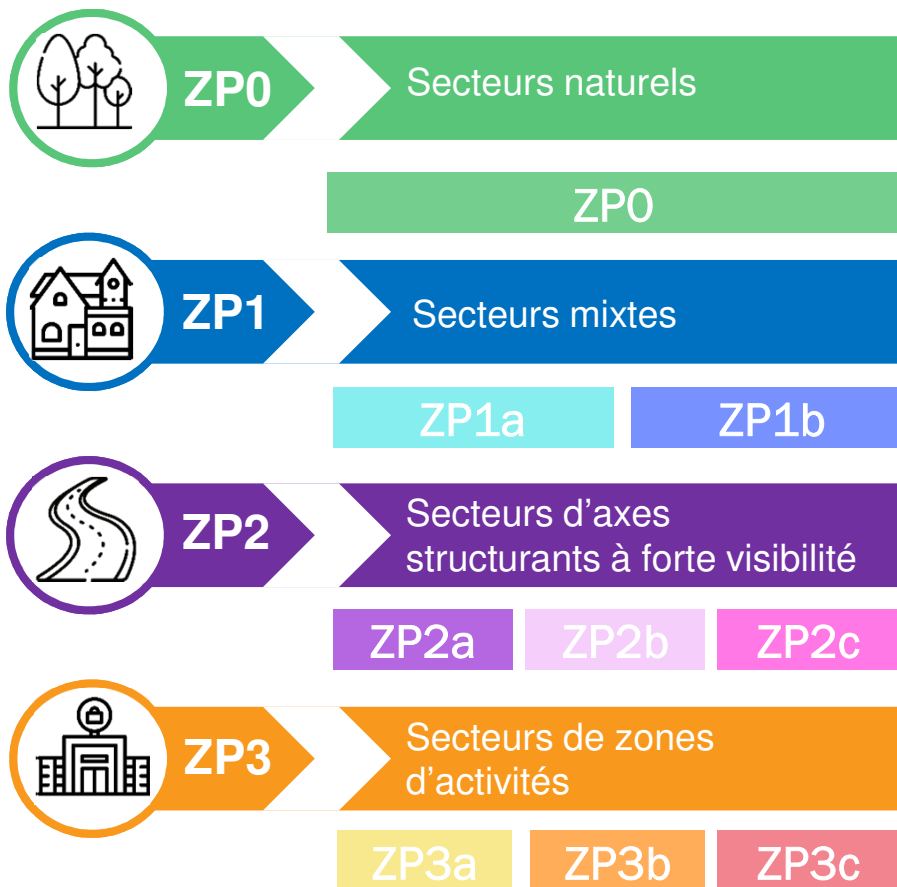 ZP0
Secteurs naturels
ZP0
ZP1
Secteurs mixtes
ZP1a
ZP1b
ZP2
Secteurs d'axes
structurants à forte visibilité
ZP2a
ZP2b
ZP2c
ZP3
Secteurs de zones
d'activités
ZP3a
ZP3b
ZP3c